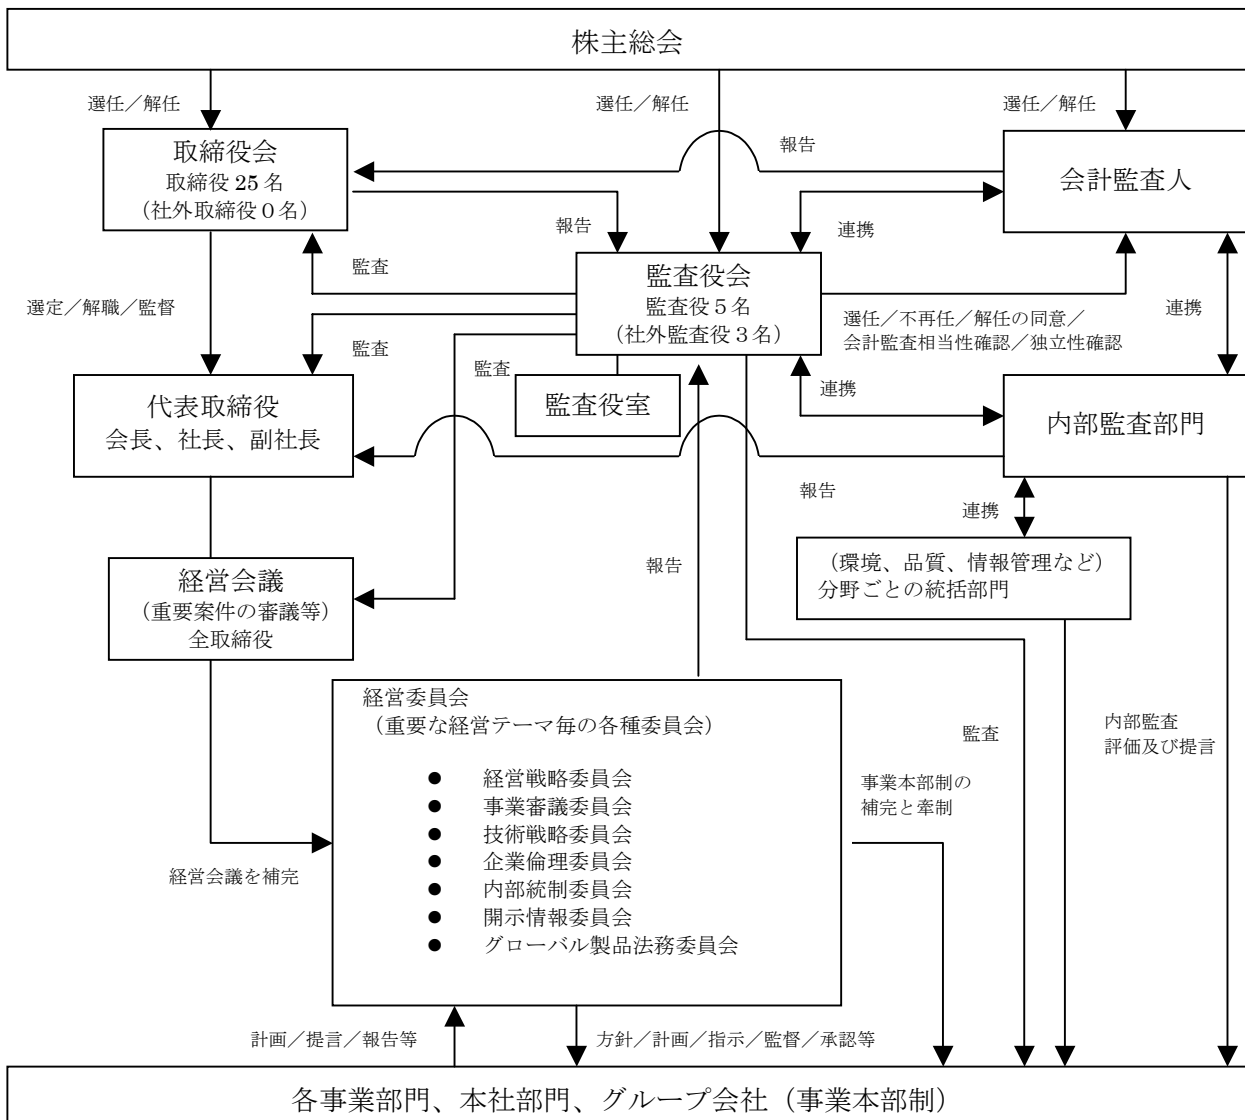 株主総会
選任／解任
選任／解任
選任／解任
取締役会
取締役 25 名
（社外取締役０名）
報告
会計監査人
報告
連携
監査
監査役会
監査役５名
（社外監査役３名）
選定／解職／監督
選任／不再任／解任の同意／
会計監査相当性確認／独立性確認
連携
監査
監査
監査役室
連携
代表取締役
会長、社長、副社長
内部監査部門
報告
連携
経営会議
（重要案件の審議等）
全取締役
報告
（環境、品質、情報管理など）
分野ごとの統括部門
経営委員会
（重要な経営テーマ毎の各種委員会）
● 経営戦略委員会
● 事業審議委員会
● 技術戦略委員会
● 企業倫理委員会
● 内部統制委員会
● 開示情報委員会
● グローバル製品法務委員会
監査
内部監査
評価及び提言
事業本部制の
補完と牽制
経営会議を補完
計画／提言／報告等
方針／計画／指示／監督／承認等
各事業部門、本社部門、グループ会社（事業本部制）